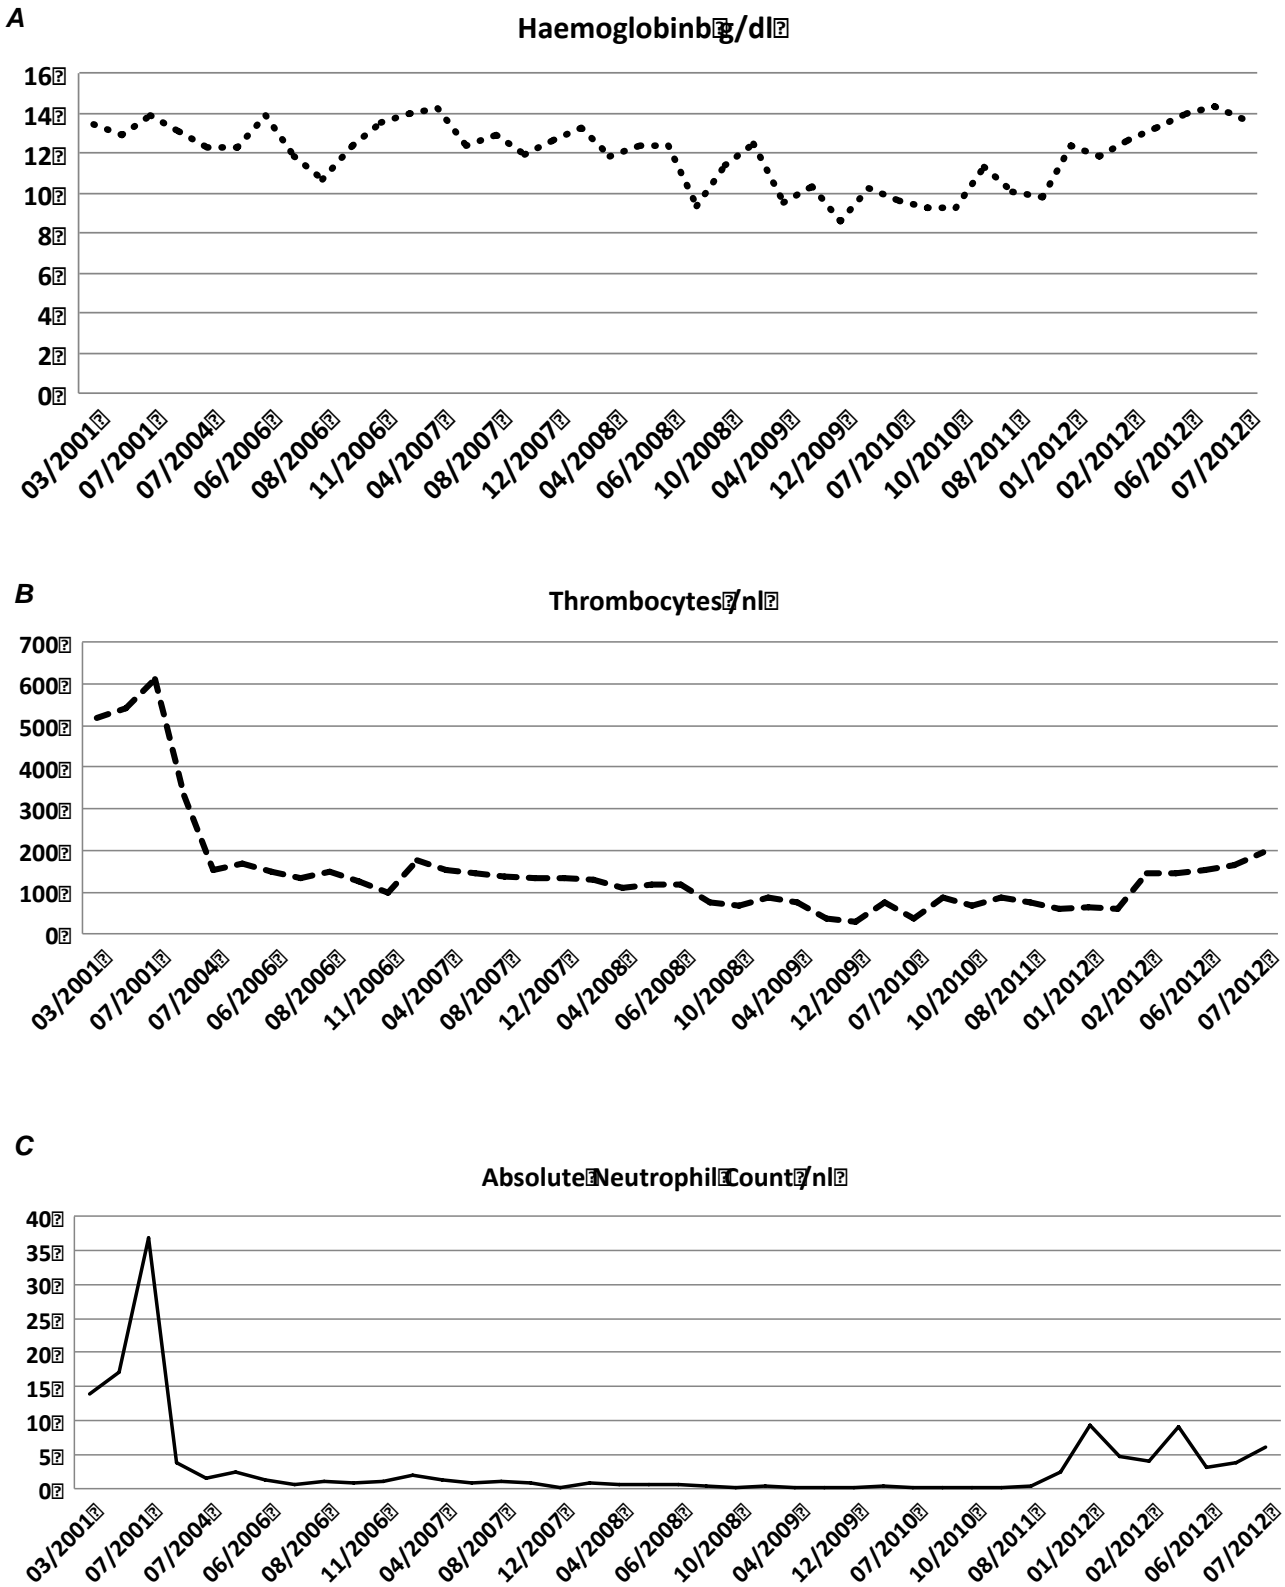 A
Haemoglobinb⍰g/dl⍰
16⍰
14⍰
12⍰
10⍰
8⍰
6⍰
4⍰
2⍰
0⍰
03/2001⍰ 07/2001⍰ 07/2004⍰ 06/2006⍰ 08/2006⍰ 11/2006⍰ 04/2007⍰ 08/2007⍰ 12/2007⍰ 04/2008⍰ 06/2008⍰ 10/2008⍰ 04/2009⍰ 12/2009⍰ 07/2010⍰ 10/2010⍰ 08/2011⍰ 01/2012⍰ 02/2012⍰ 06/2012⍰ 07/2012⍰
B
Thrombocytes⍰/nl⍰
700⍰
600⍰
500⍰
400⍰
300⍰
200⍰
100⍰
0⍰
03/2001⍰ 07/2001⍰ 07/2004⍰ 06/2006⍰ 08/2006⍰ 11/2006⍰ 04/2007⍰ 08/2007⍰ 12/2007⍰ 04/2008⍰ 06/2008⍰ 10/2008⍰ 04/2009⍰ 12/2009⍰ 07/2010⍰ 10/2010⍰ 08/2011⍰ 01/2012⍰ 02/2012⍰ 06/2012⍰ 07/2012⍰
C
Absolute⍰Neutrophil⍰Count⍰/nl⍰
40⍰
35⍰
30⍰
25⍰
20⍰
15⍰
10⍰
5⍰
0⍰
03/2001⍰ 07/2001⍰ 07/2004⍰ 06/2006⍰ 08/2006⍰ 11/2006⍰ 04/2007⍰ 08/2007⍰ 12/2007⍰ 04/2008⍰ 06/2008⍰ 10/2008⍰ 04/2009⍰ 12/2009⍰ 07/2010⍰ 10/2010⍰ 08/2011⍰ 01/2012⍰ 02/2012⍰ 06/2012⍰ 07/2012⍰